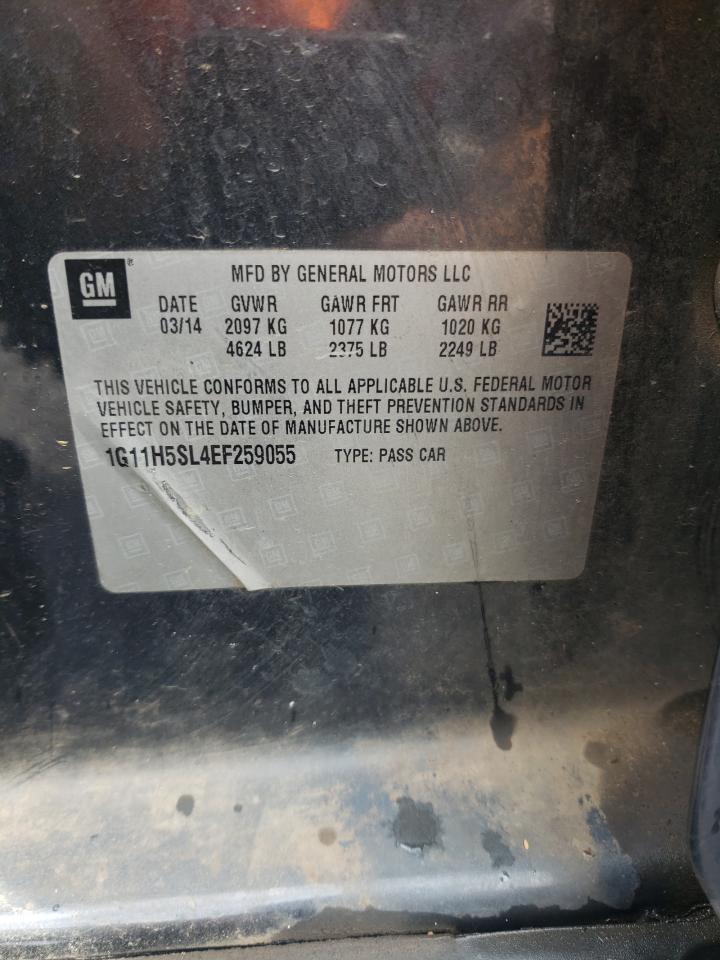 GM ®
MFD BY GENERAL MOTORS LLC
DATE GVWR GAWR FRT GAWR RR
03/14 2097 KG 1077 KG 1020 KG
4624 LB 2375 LB 2249 LB
THIS VEHICLE CONFORMS TO ALL APPLICABLE U.S. FEDERAL MOTOR
VEHICLE SAFETY, BUMPER, AND THEFT PREVENTION STANDARDS IN
EFFECT ON THE DATE OF MANUFACTURE SHOWN ABOVE.
1G11H5SL4EF259055 TYPE: PASS CAR